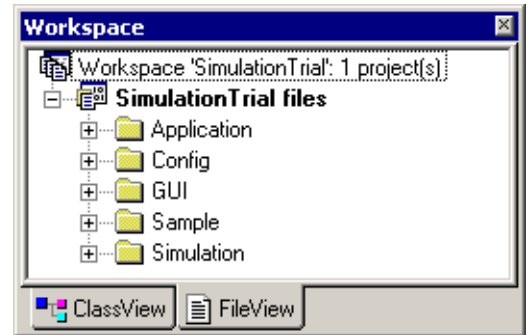 Workspace
Workspace 'SimulationTrial': 1 project(s)
SimulationTrial files
Application
Config
GUI
Sample
Simulation
ClassView FileView